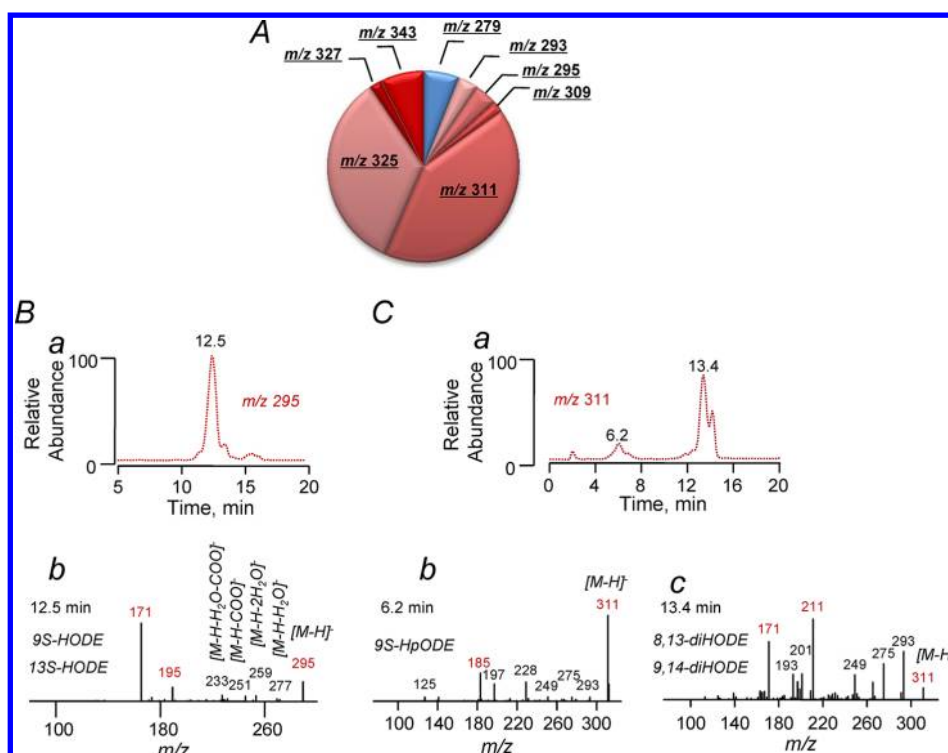 A
m/z 343
m/z 279
m/z 327
m/z 293
m/z 295
m/z 309
m/z 325
m/z 311
B
a
12.5
100
Relative
Abundance
m/z 295
0
5 10 15 20
Time, min
C
a
13.4
100
Relative
Abundance
m/z 311
6.2
0
0 4 8 12 16 20
Time, min
b
12.5 min
9S-HODE
13S-HODE
171
195
[M-H-H₂O-COO]⁻
[M-H-COO]⁻
[M-H-2H₂O]⁻
[M-H-H₂O]⁻
[M-H]⁻
233
251
259
277
295
100 180 260
m/z
b
6.2 min
9S-HpODE
[M-H]⁻
311
185
197
228
275
125
249
293
100 140 180 220 260 300
m/z
c
13.4 min
8,13-diHODE
9,14-diHODE
211
171
201
193
249
275
293
[M-H
311
100 140 180 220 260 300
m/z